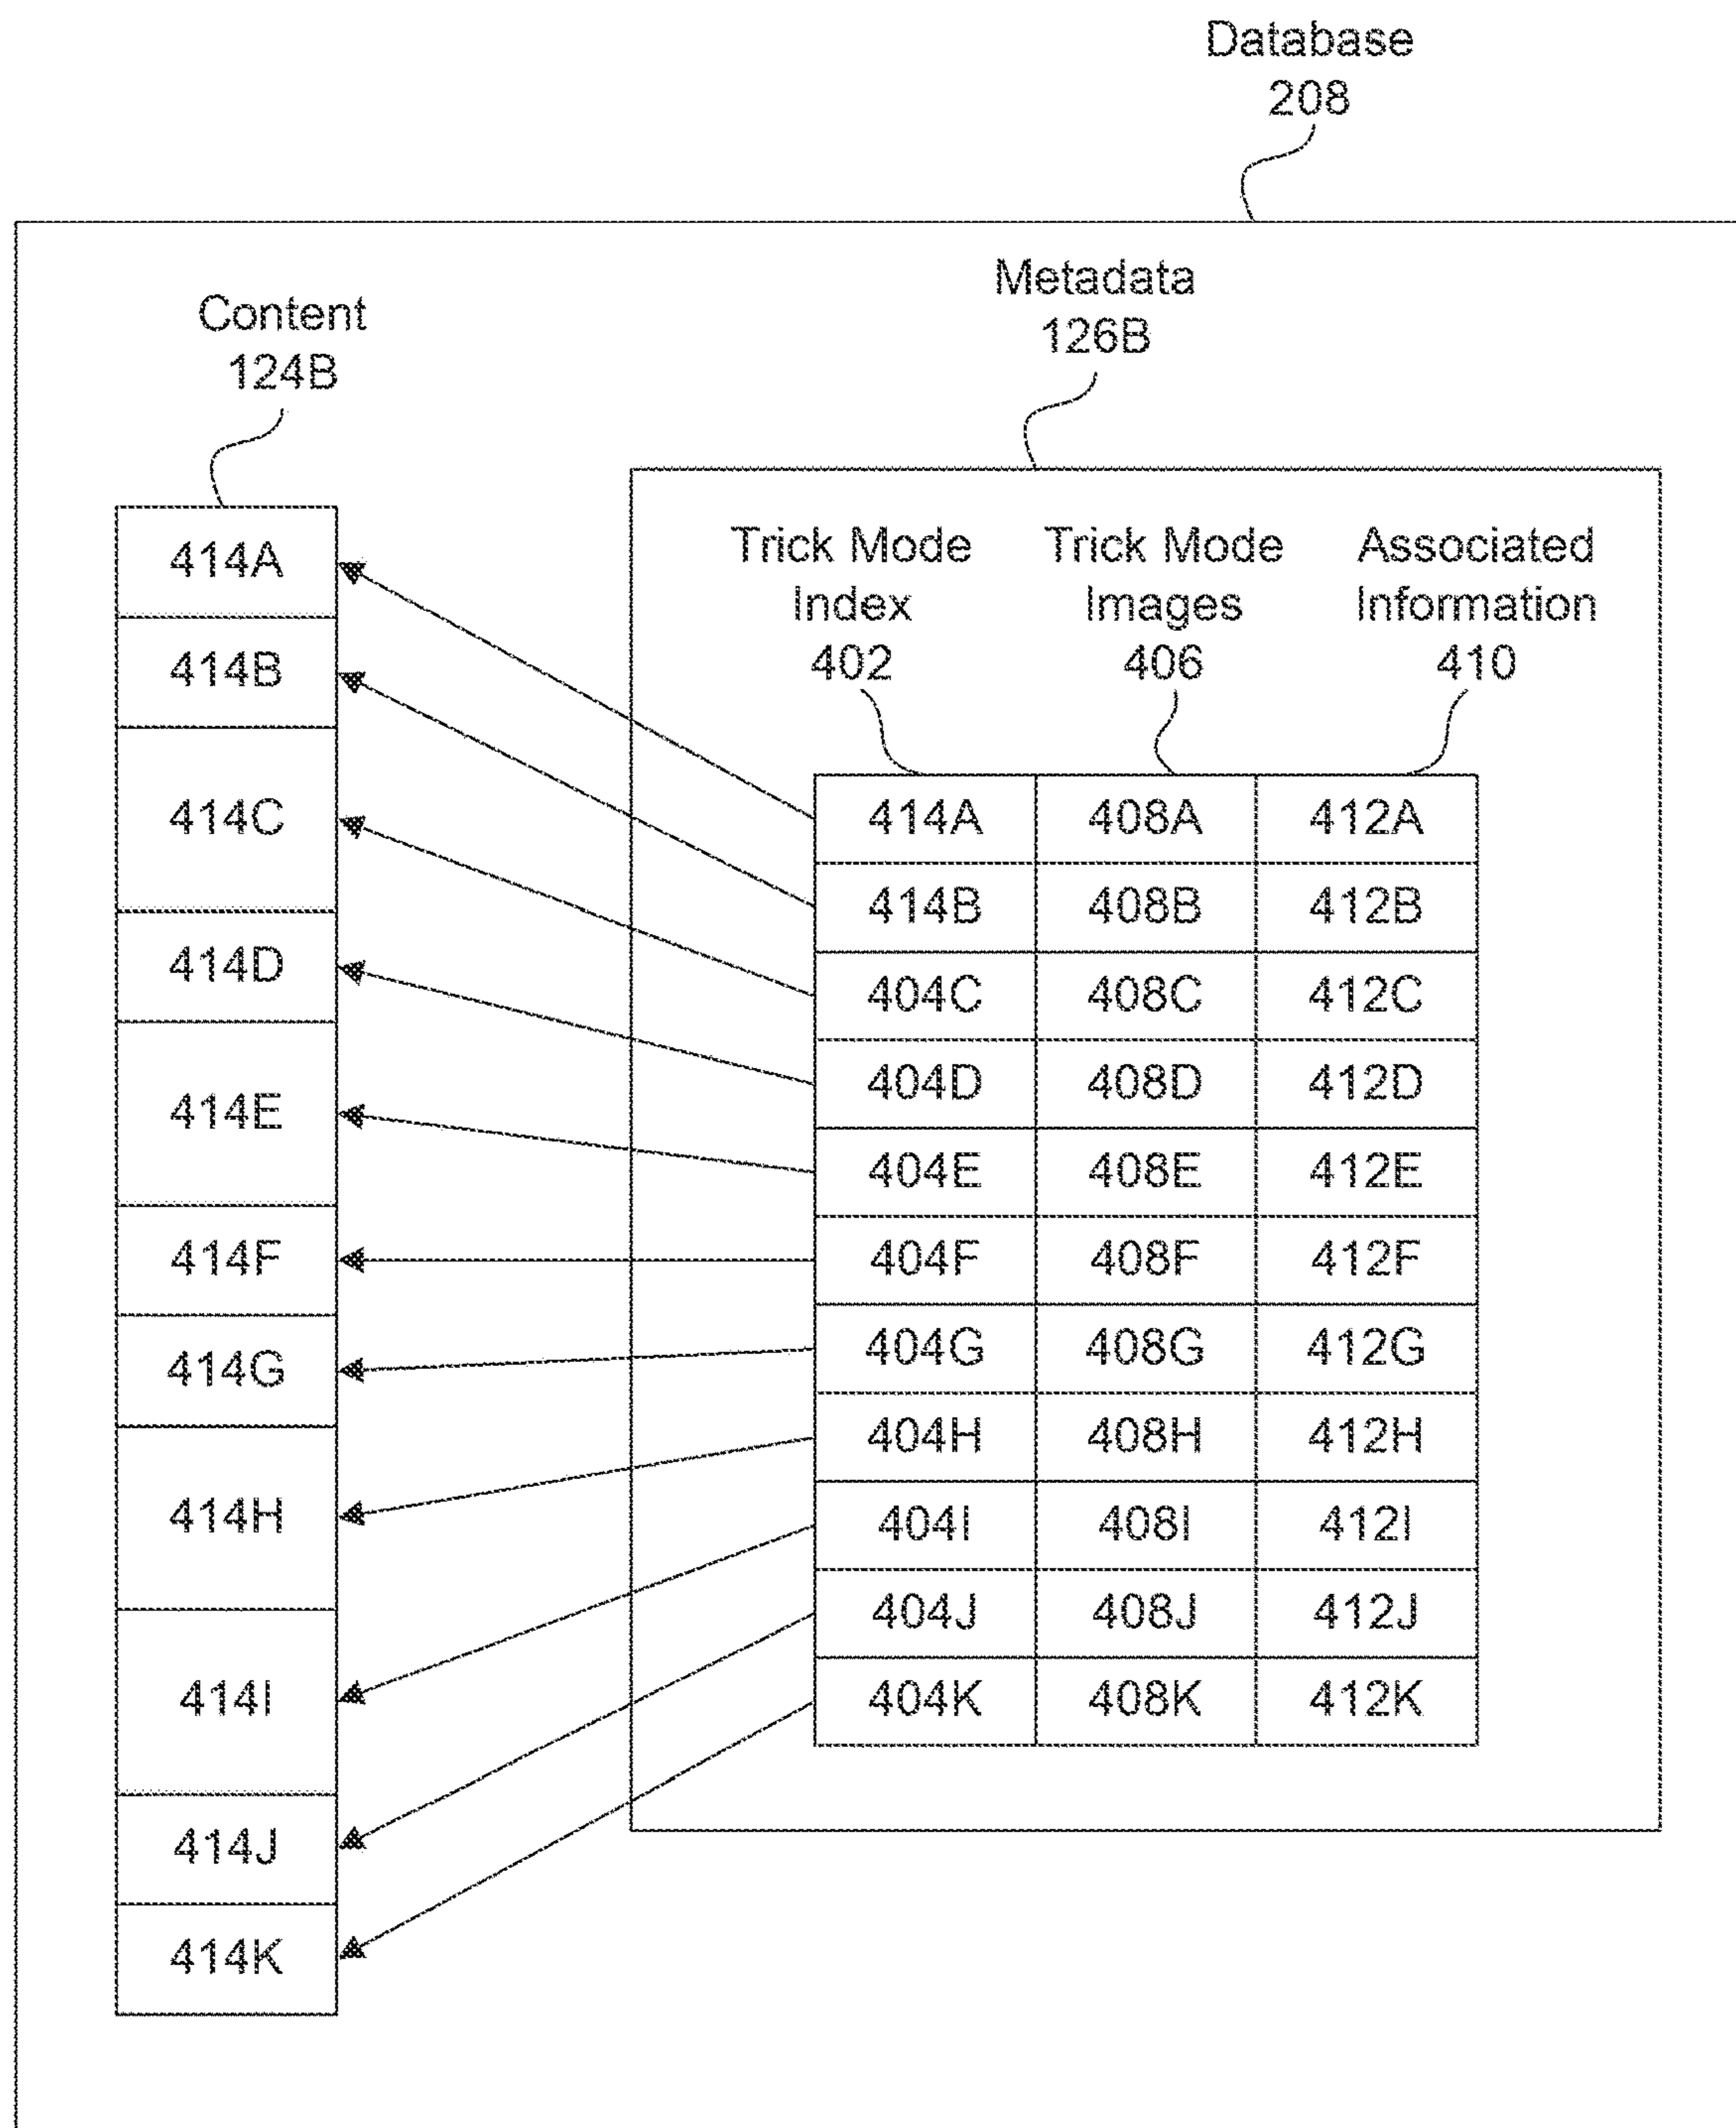 Database
208
Metadata
126B
Content
124B
Trick Mode Index 402
Trick Mode Images 406
Associated Information 410
414A
414B
414C
414D
414E
414F
414G
414H
414I
414J
414K
414A 408A 412A
414B 408B 412B
404C 408C 412C
404D 408D 412D
404E 408E 412E
404F 408F 412F
404G 408G 412G
404H 408H 412H
404I 408I 412I
404J 408J 412J
404K 408K 412K